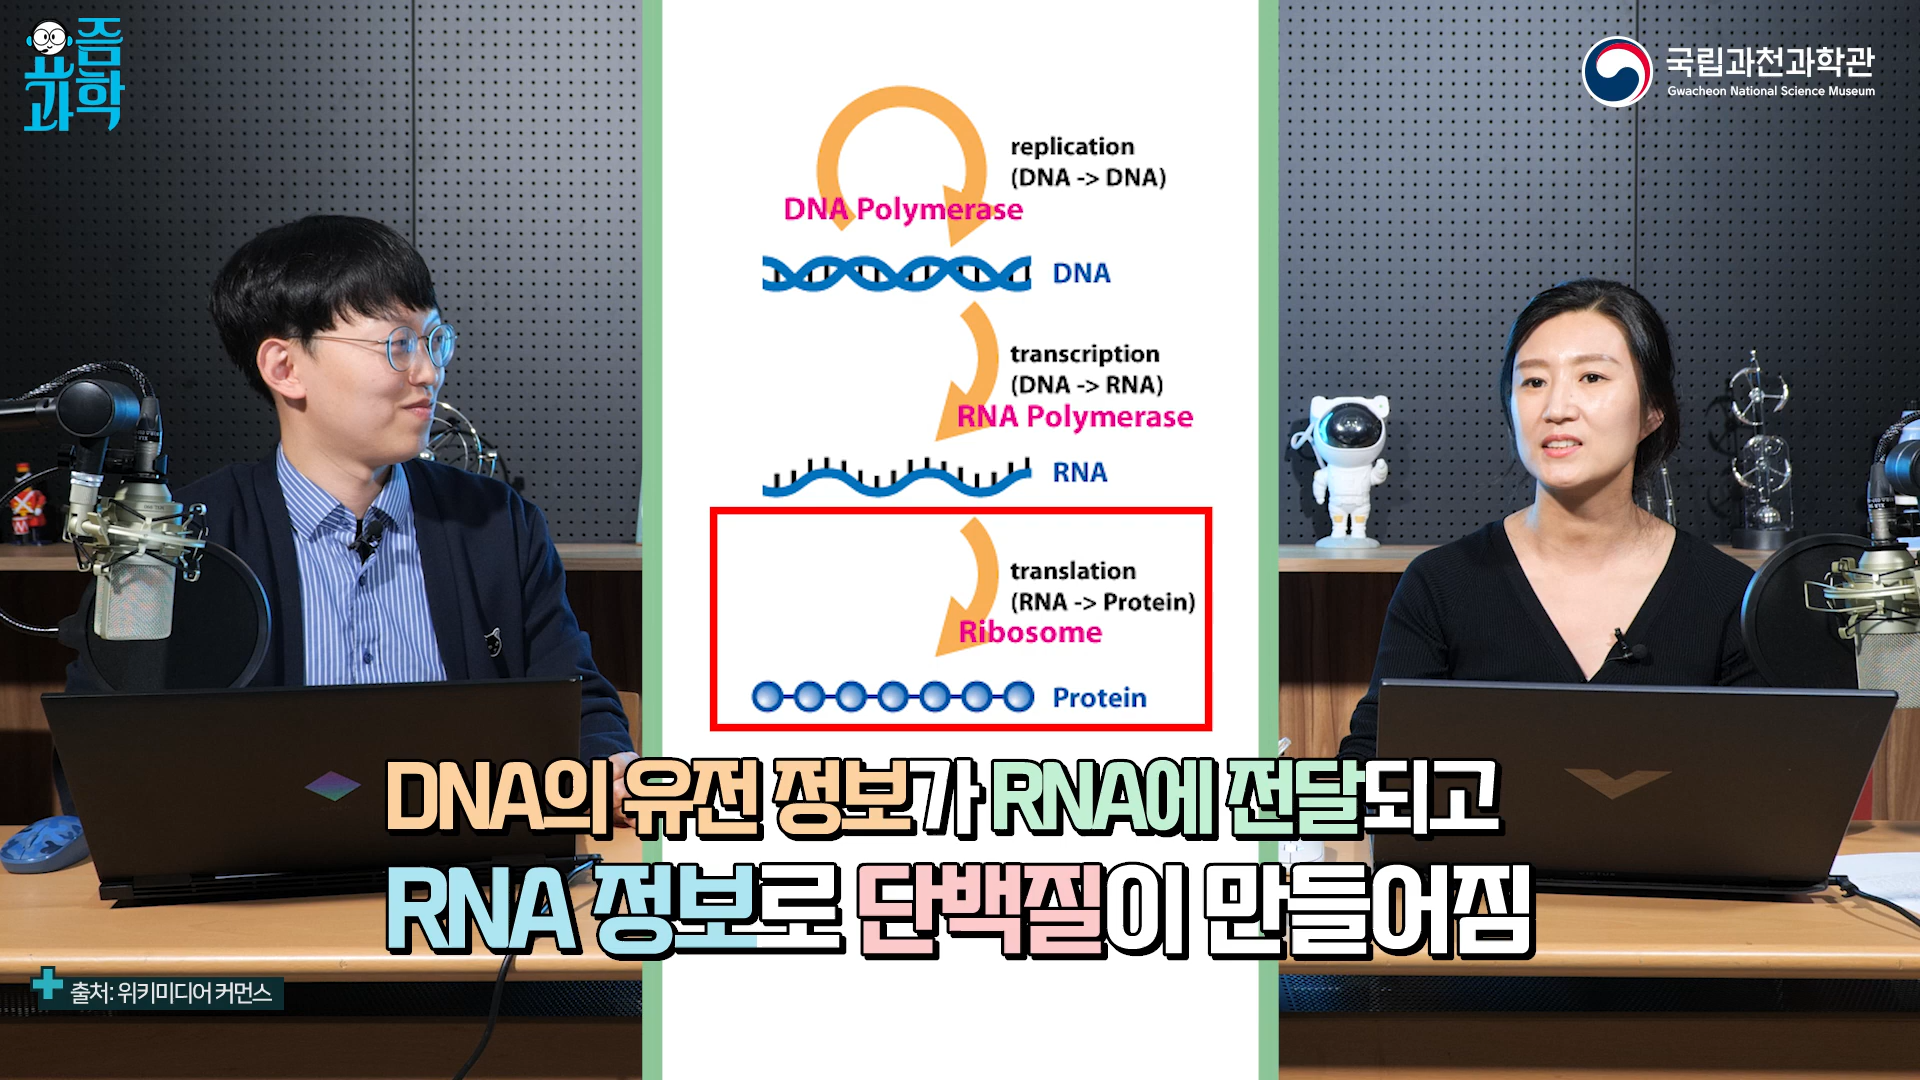 요즘
과학
국립과천과학관
Gwacheon National Science Museum
replication
(DNA -> DNA)
DNA Polymerase
DNA
transcription
(DNA -> RNA)
RNA Polymerase
RNA
translation
(RNA -> Protein)
Ribosome
Protein
DNA의 유전 정보가 RNA에 전달되고
RNA 정보로 단백질이 만들어짐
출처: 위키미디어 커먼스